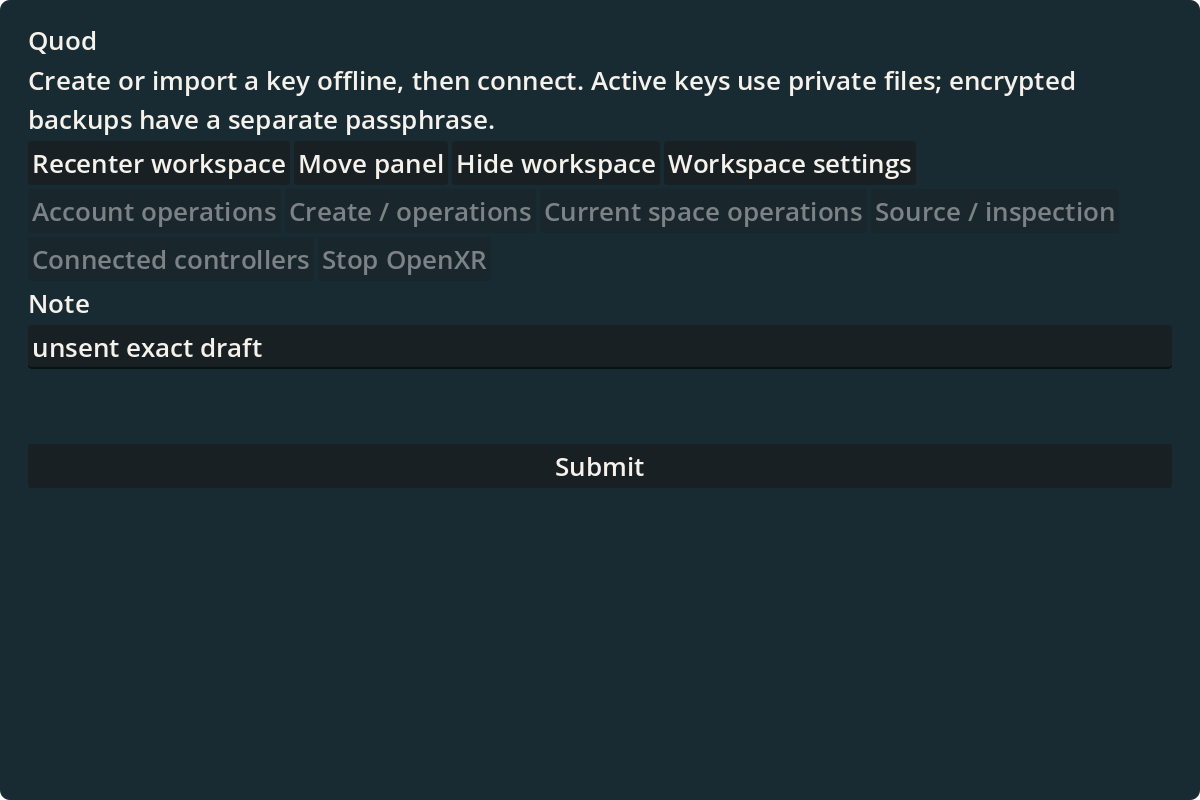 Quod
Create or import a key offline, then connect. Active keys use private files; encrypted
backups have a separate passphrase.
Recenter workspace Move panel Hide workspace Workspace settings
Account operations Create / operations Current space operations Source / inspection
Connected controllers Stop OpenXR
Note
unsent exact draft
Submit